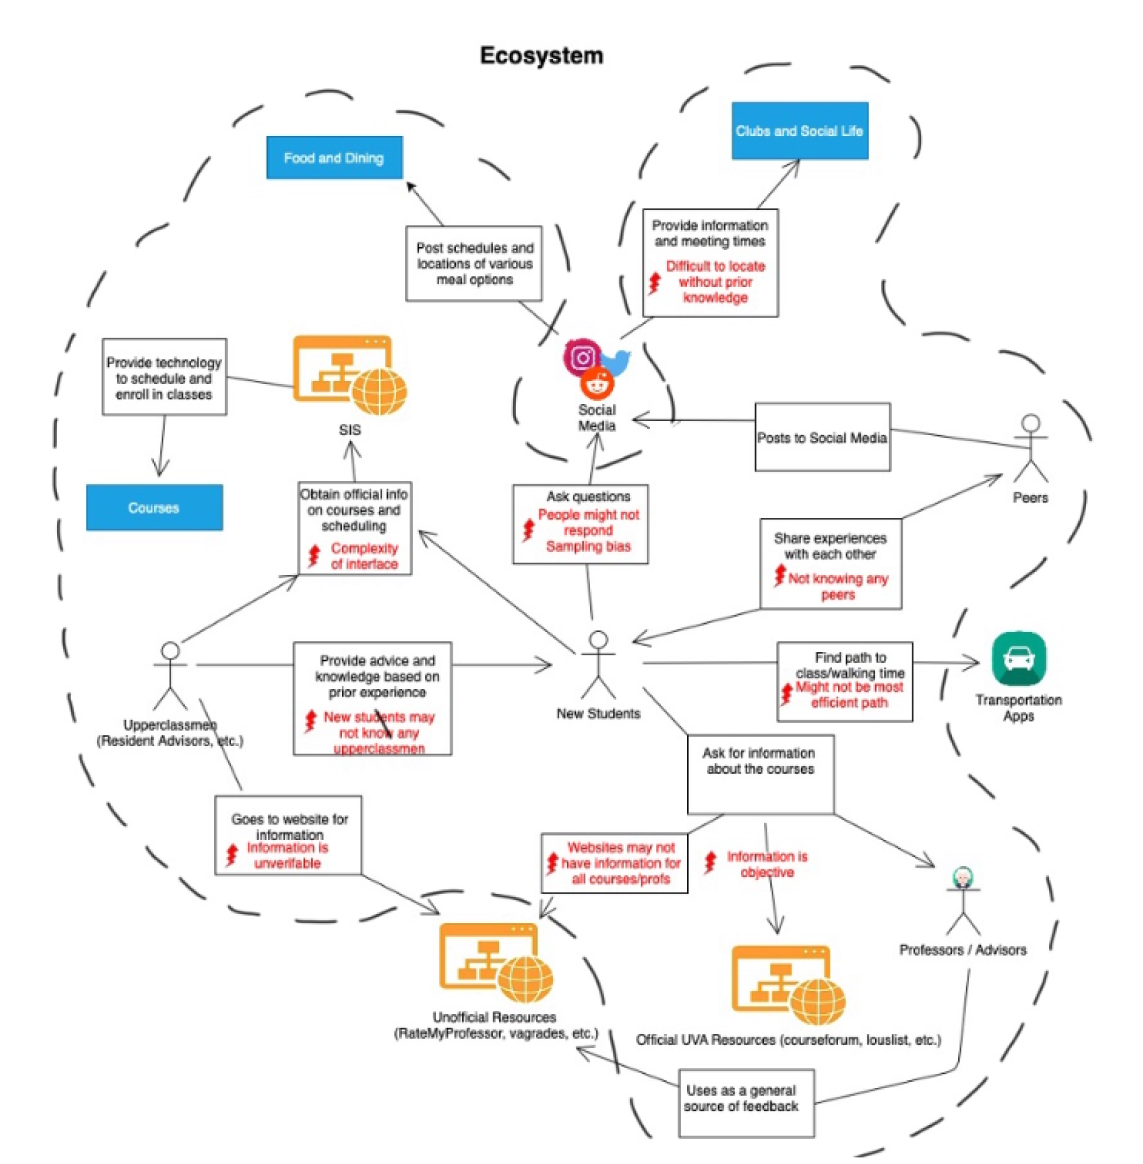 Ecosystem
Clubs and Social Life
Food and Dining
Provide information
and meeting times
Difficult to locate
without prior
knowledge
Post schedules and
locations of various
meal options
Provide technology
to schedule and
enroll in classes
SIS
Social
Media
Posts to Social Media
Peers
Courses
Obtain official info
on courses and
scheduling
Complexity
of interface
Ask questions
People might not
respond
Sampling bias
Share experiences
with each other
Not knowing any
peers
Upperclassmen
(Resident Advisors, etc.)
Provide advice and
knowledge based on
prior experience
New students may
not know any
upperclassmen
New Students
Find path to
class/walking time
Might not be most
efficient path
Transportation
Apps
Ask for information
about the courses
Goes to website for
information
Information is
unverifable
Websites may not
have information for
all courses/profs
Information is
objective
Professors / Advisors
Unofficial Resources
(RateMyProfessor, vagrades, etc.)
Official UVA Resources (courseforum, louslist, etc.)
Uses as a general
source of feedback